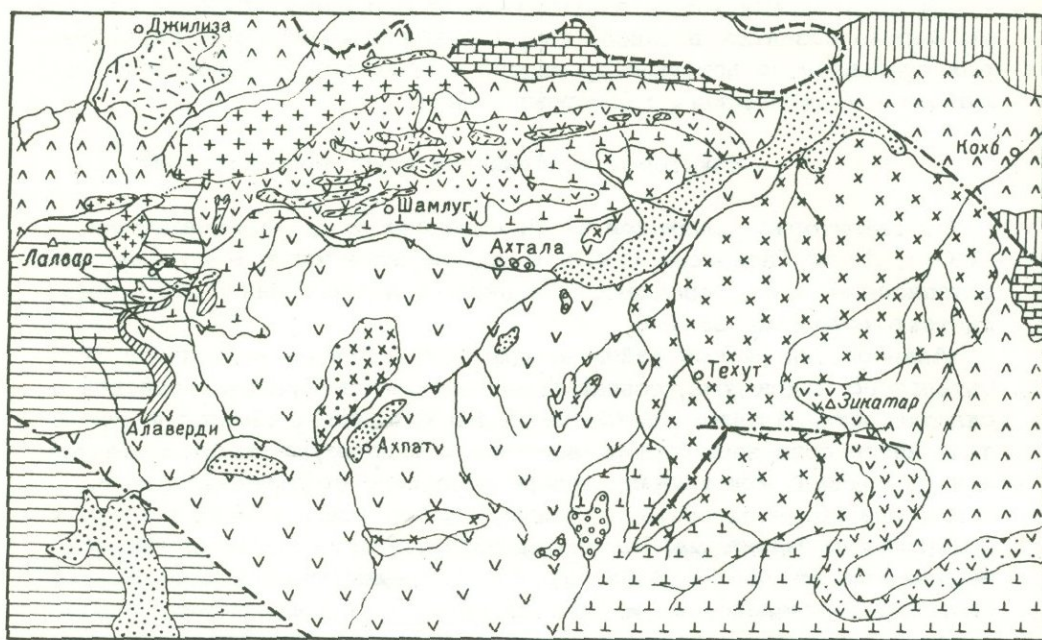 Джилиза
Кохб
Шамлуг
Лалвар
Ахтала
Техут
Зикатар
Алаверди
Ахпат